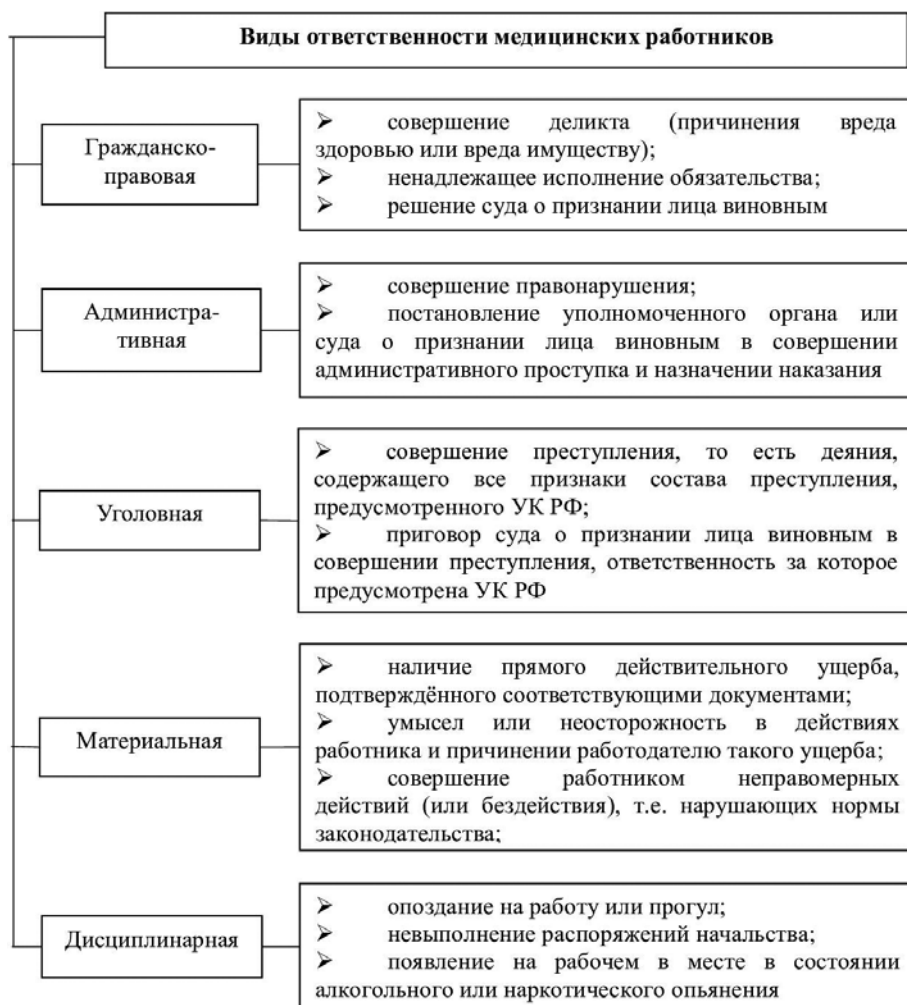 Виды ответственности медицинских работников
Гражданско-
правовая
➢ совершение деликта (причинения вреда
здоровью или вреда имуществу);
➢ ненадлежащее исполнение обязательства;
➢ решение суда о признании лица виновным
Администра-
тивная
➢ совершение правонарушения;
➢ постановление уполномоченного органа или
суда о признании лица виновным в совершении
административного проступка и назначении наказания
Уголовная
➢ совершение преступления, то есть деяния,
содержащего все признаки состава преступления,
предусмотренного УК РФ;
➢ приговор суда о признании лица виновным в
совершении преступления, ответственность за которое
предусмотрена УК РФ
Материальная
➢ наличие прямого действительного ущерба,
подтверждённого соответствующими документами;
➢ умысел или неосторожность в действиях
работника и причинении работодателю такого ущерба;
➢ совершение работником неправомерных
действий (или бездействия), т.е. нарушающих нормы
законодательства;
Дисциплинарная
➢ опоздание на работу или прогул;
➢ невыполнение распоряжений начальства;
➢ появление на рабочем в месте в состоянии
алкогольного или наркотического опьянения